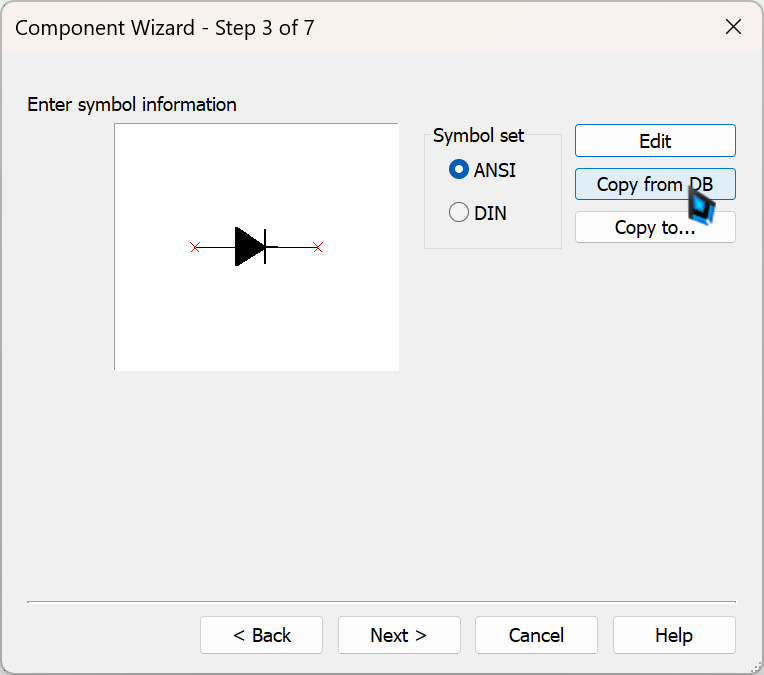 Component Wizard - Step 3 of 7
Enter symbol information
Symbol set
ANSI
DIN
Edit
Copy from DB
Copy to...
< Back
Next >
Cancel
Help